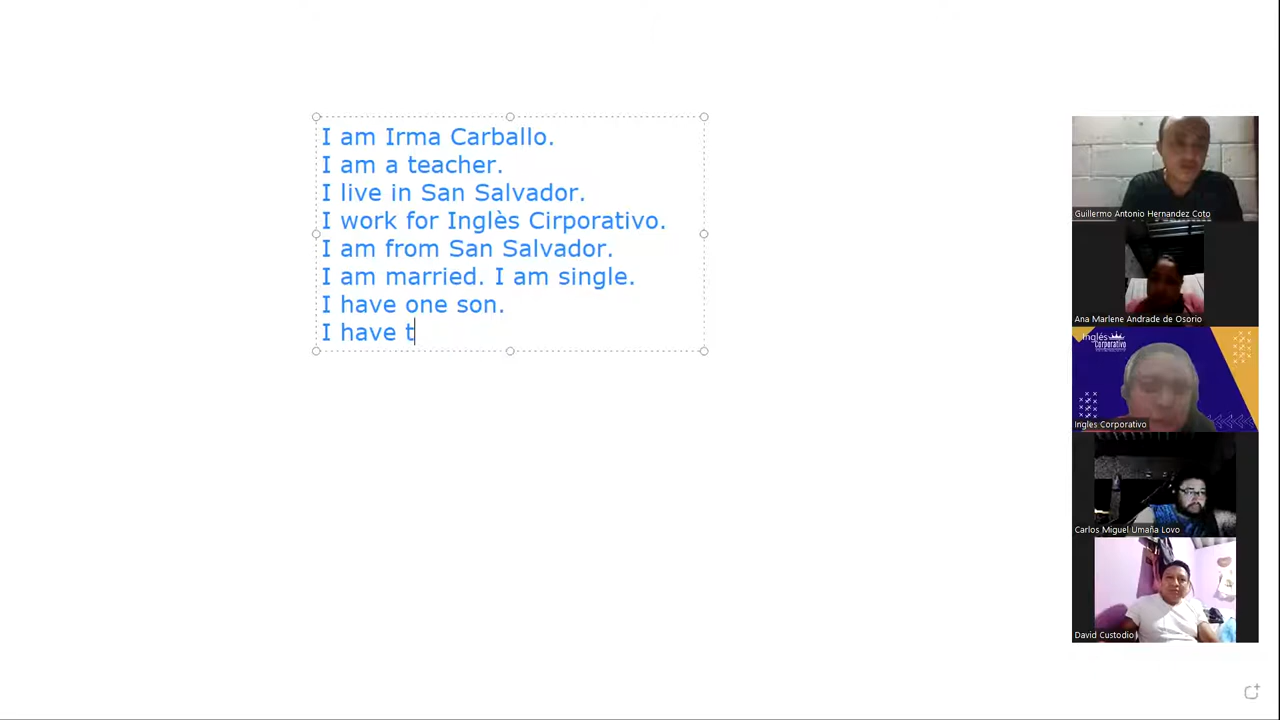 I am Irma Carballo.
I am a teacher.
I live in San Salvador.
I work for Inglès Cirporativo.
I am from San Salvador.
I am married. I am single.
I have one son.
I have t
Guillermo Antonio Hernandez Coto
Ana Marlene Andrade de Osorio
Inglés
Corporativo
Ingles Corporativo
Carlos Miguel Umaña Lovo
David Custodio